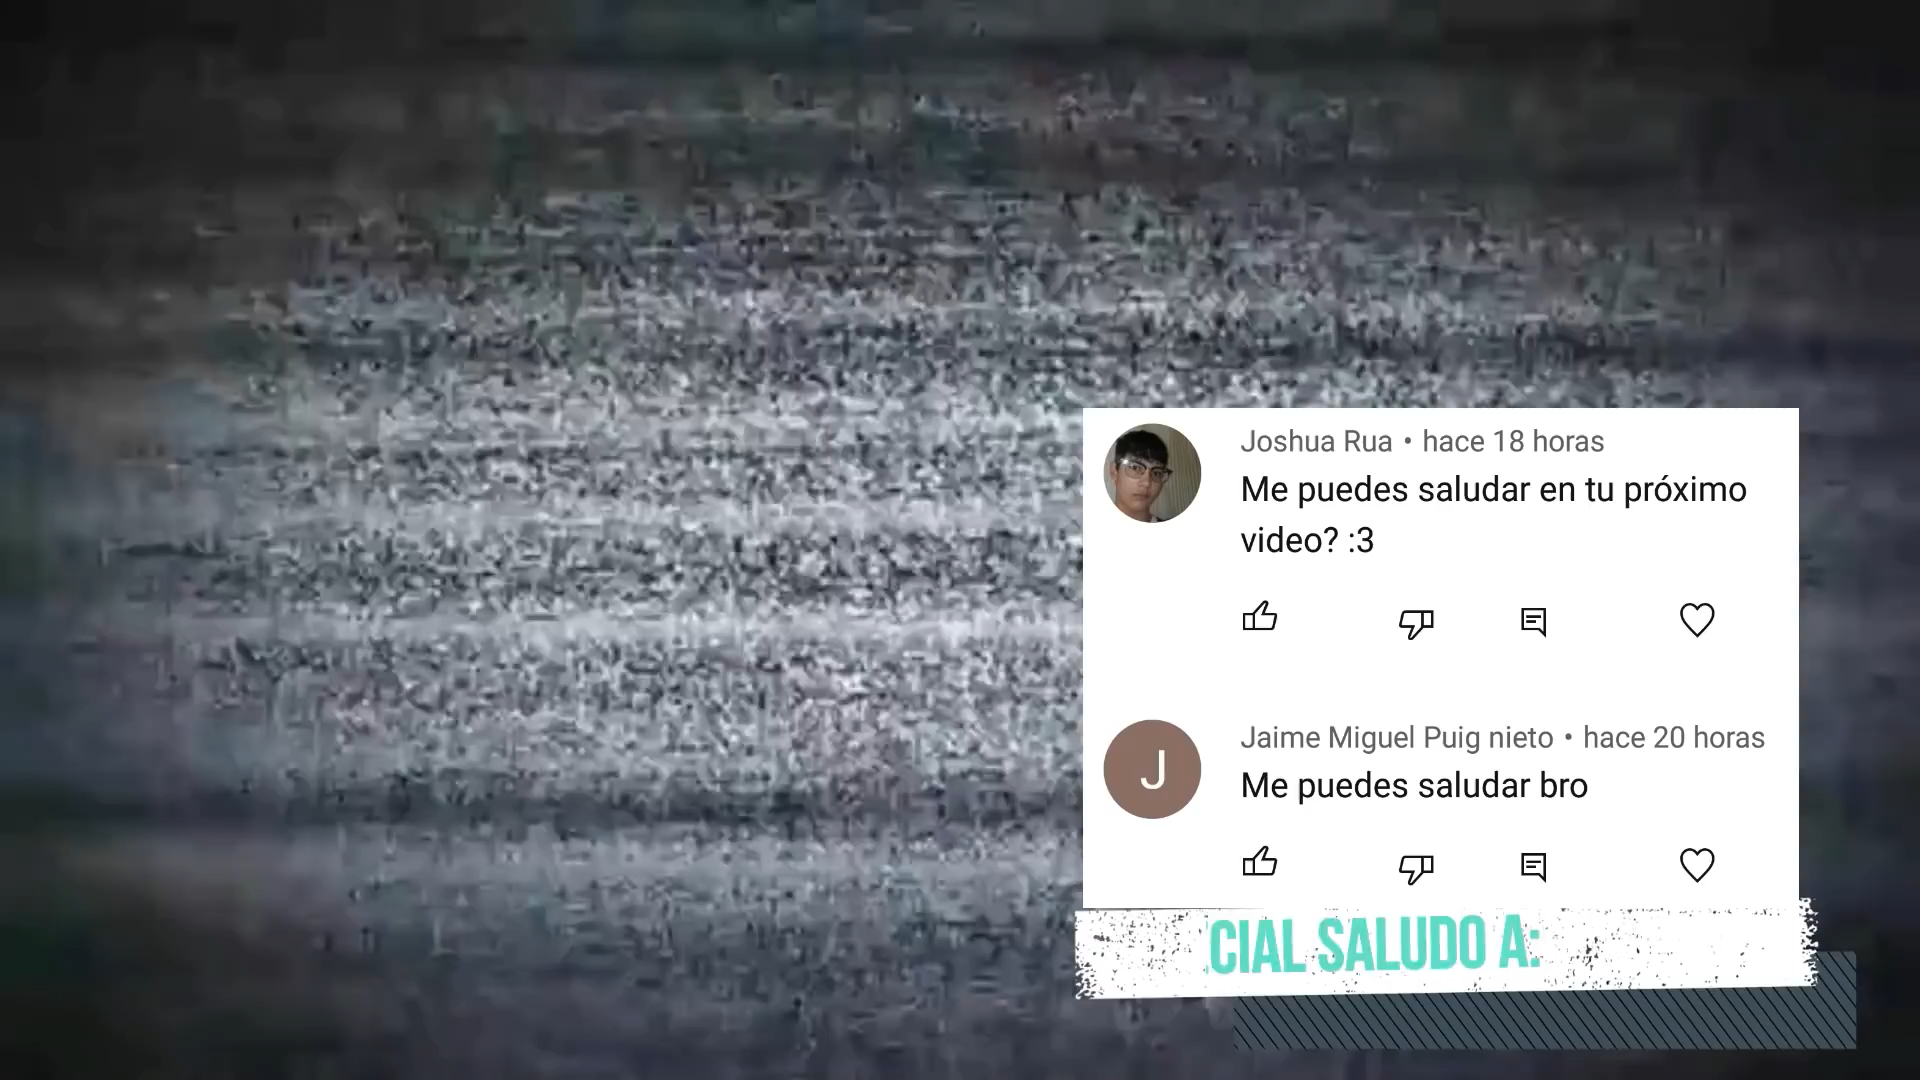 Joshua Rua • hace 18 horas
Me puedes saludar en tu próximo
video? :3
J
Jaime Miguel Puig nieto • hace 20 horas
Me puedes saludar bro
CIAL SALUDO A: